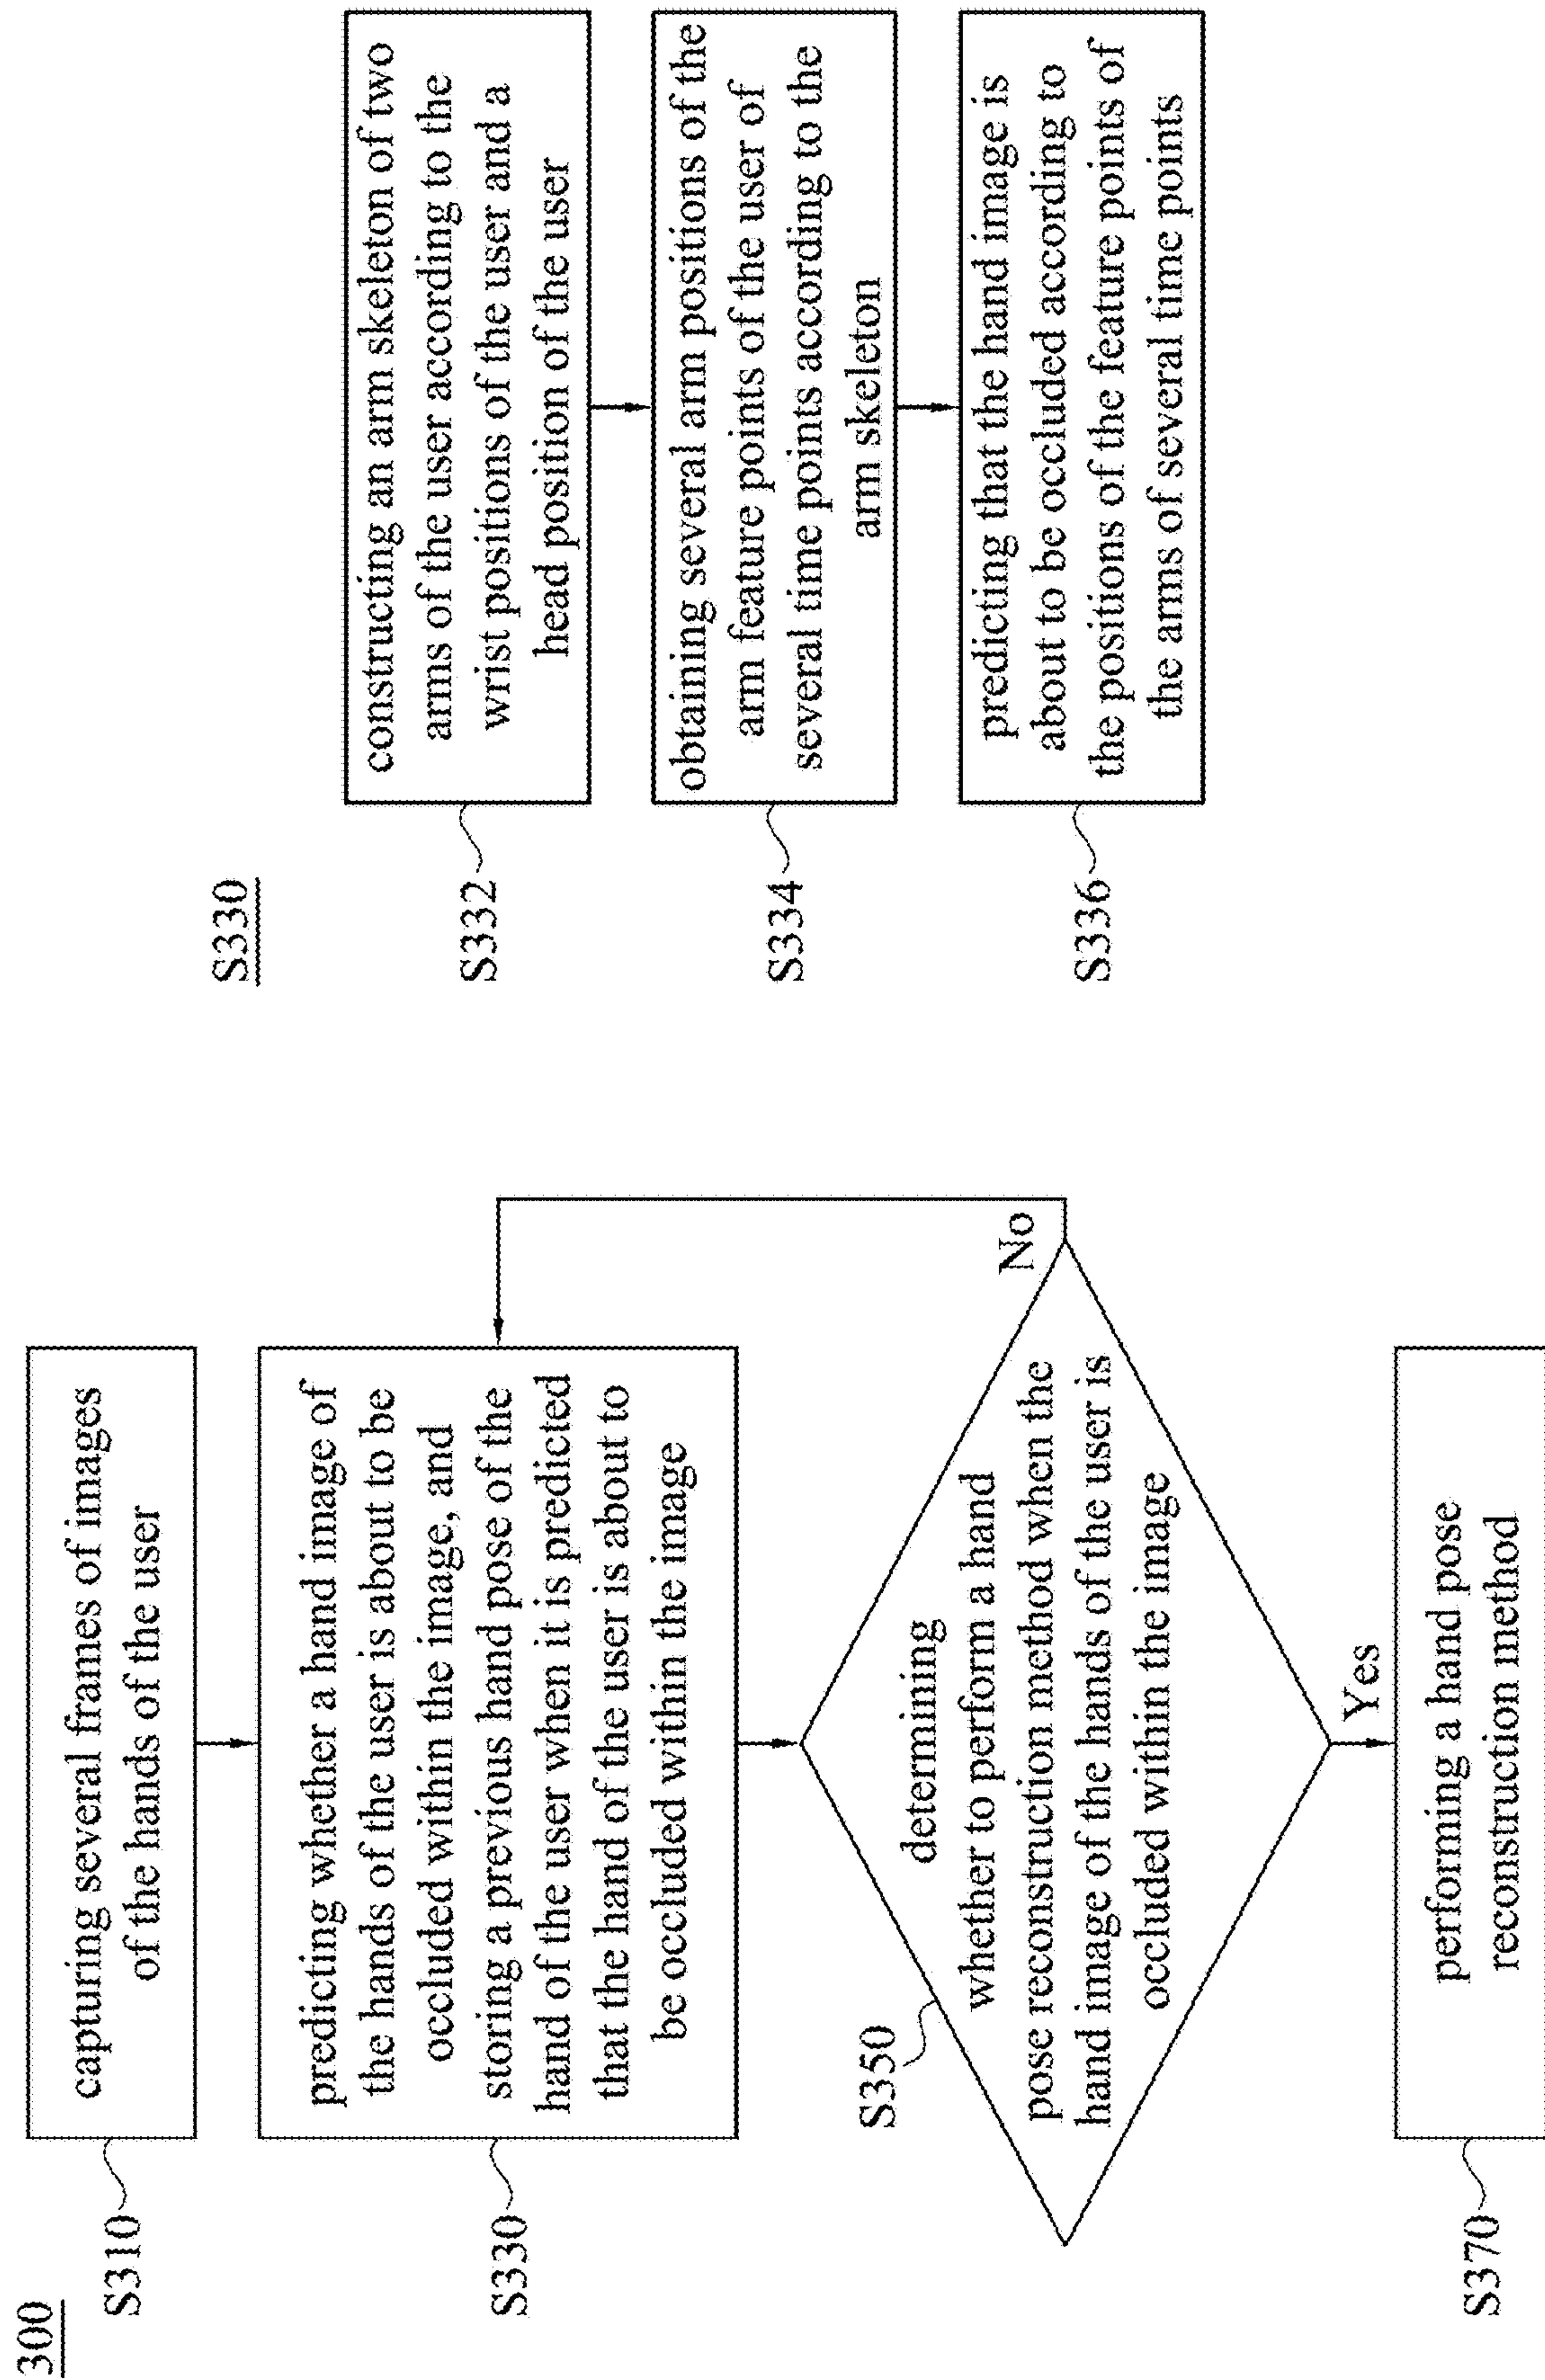 300
S310
capturing several frames of images
of the hands of the user
S330
predicting whether a hand image of
the hands of the user is about to be
occluded within the image, and
storing a previous hand pose of the
hand of the user when it is predicted
that the hand of the user is about to
be occluded within the image
S350
determining
whether to perform a hand
pose reconstruction method when the
hand image of the hands of the user is
occluded within the image
No
Yes
S370
performing a hand pose
reconstruction method
S330
S332
constructing an arm skeleton of two
arms of the user according to the
wrist positions of the user and a
head position of the user
S334
obtaining several arm positions of the
arm feature points of the user of
several time points according to the
arm skeleton
S336
predicting that the hand image is
about to be occluded according to
the positions of the feature points of
the arms of several time points